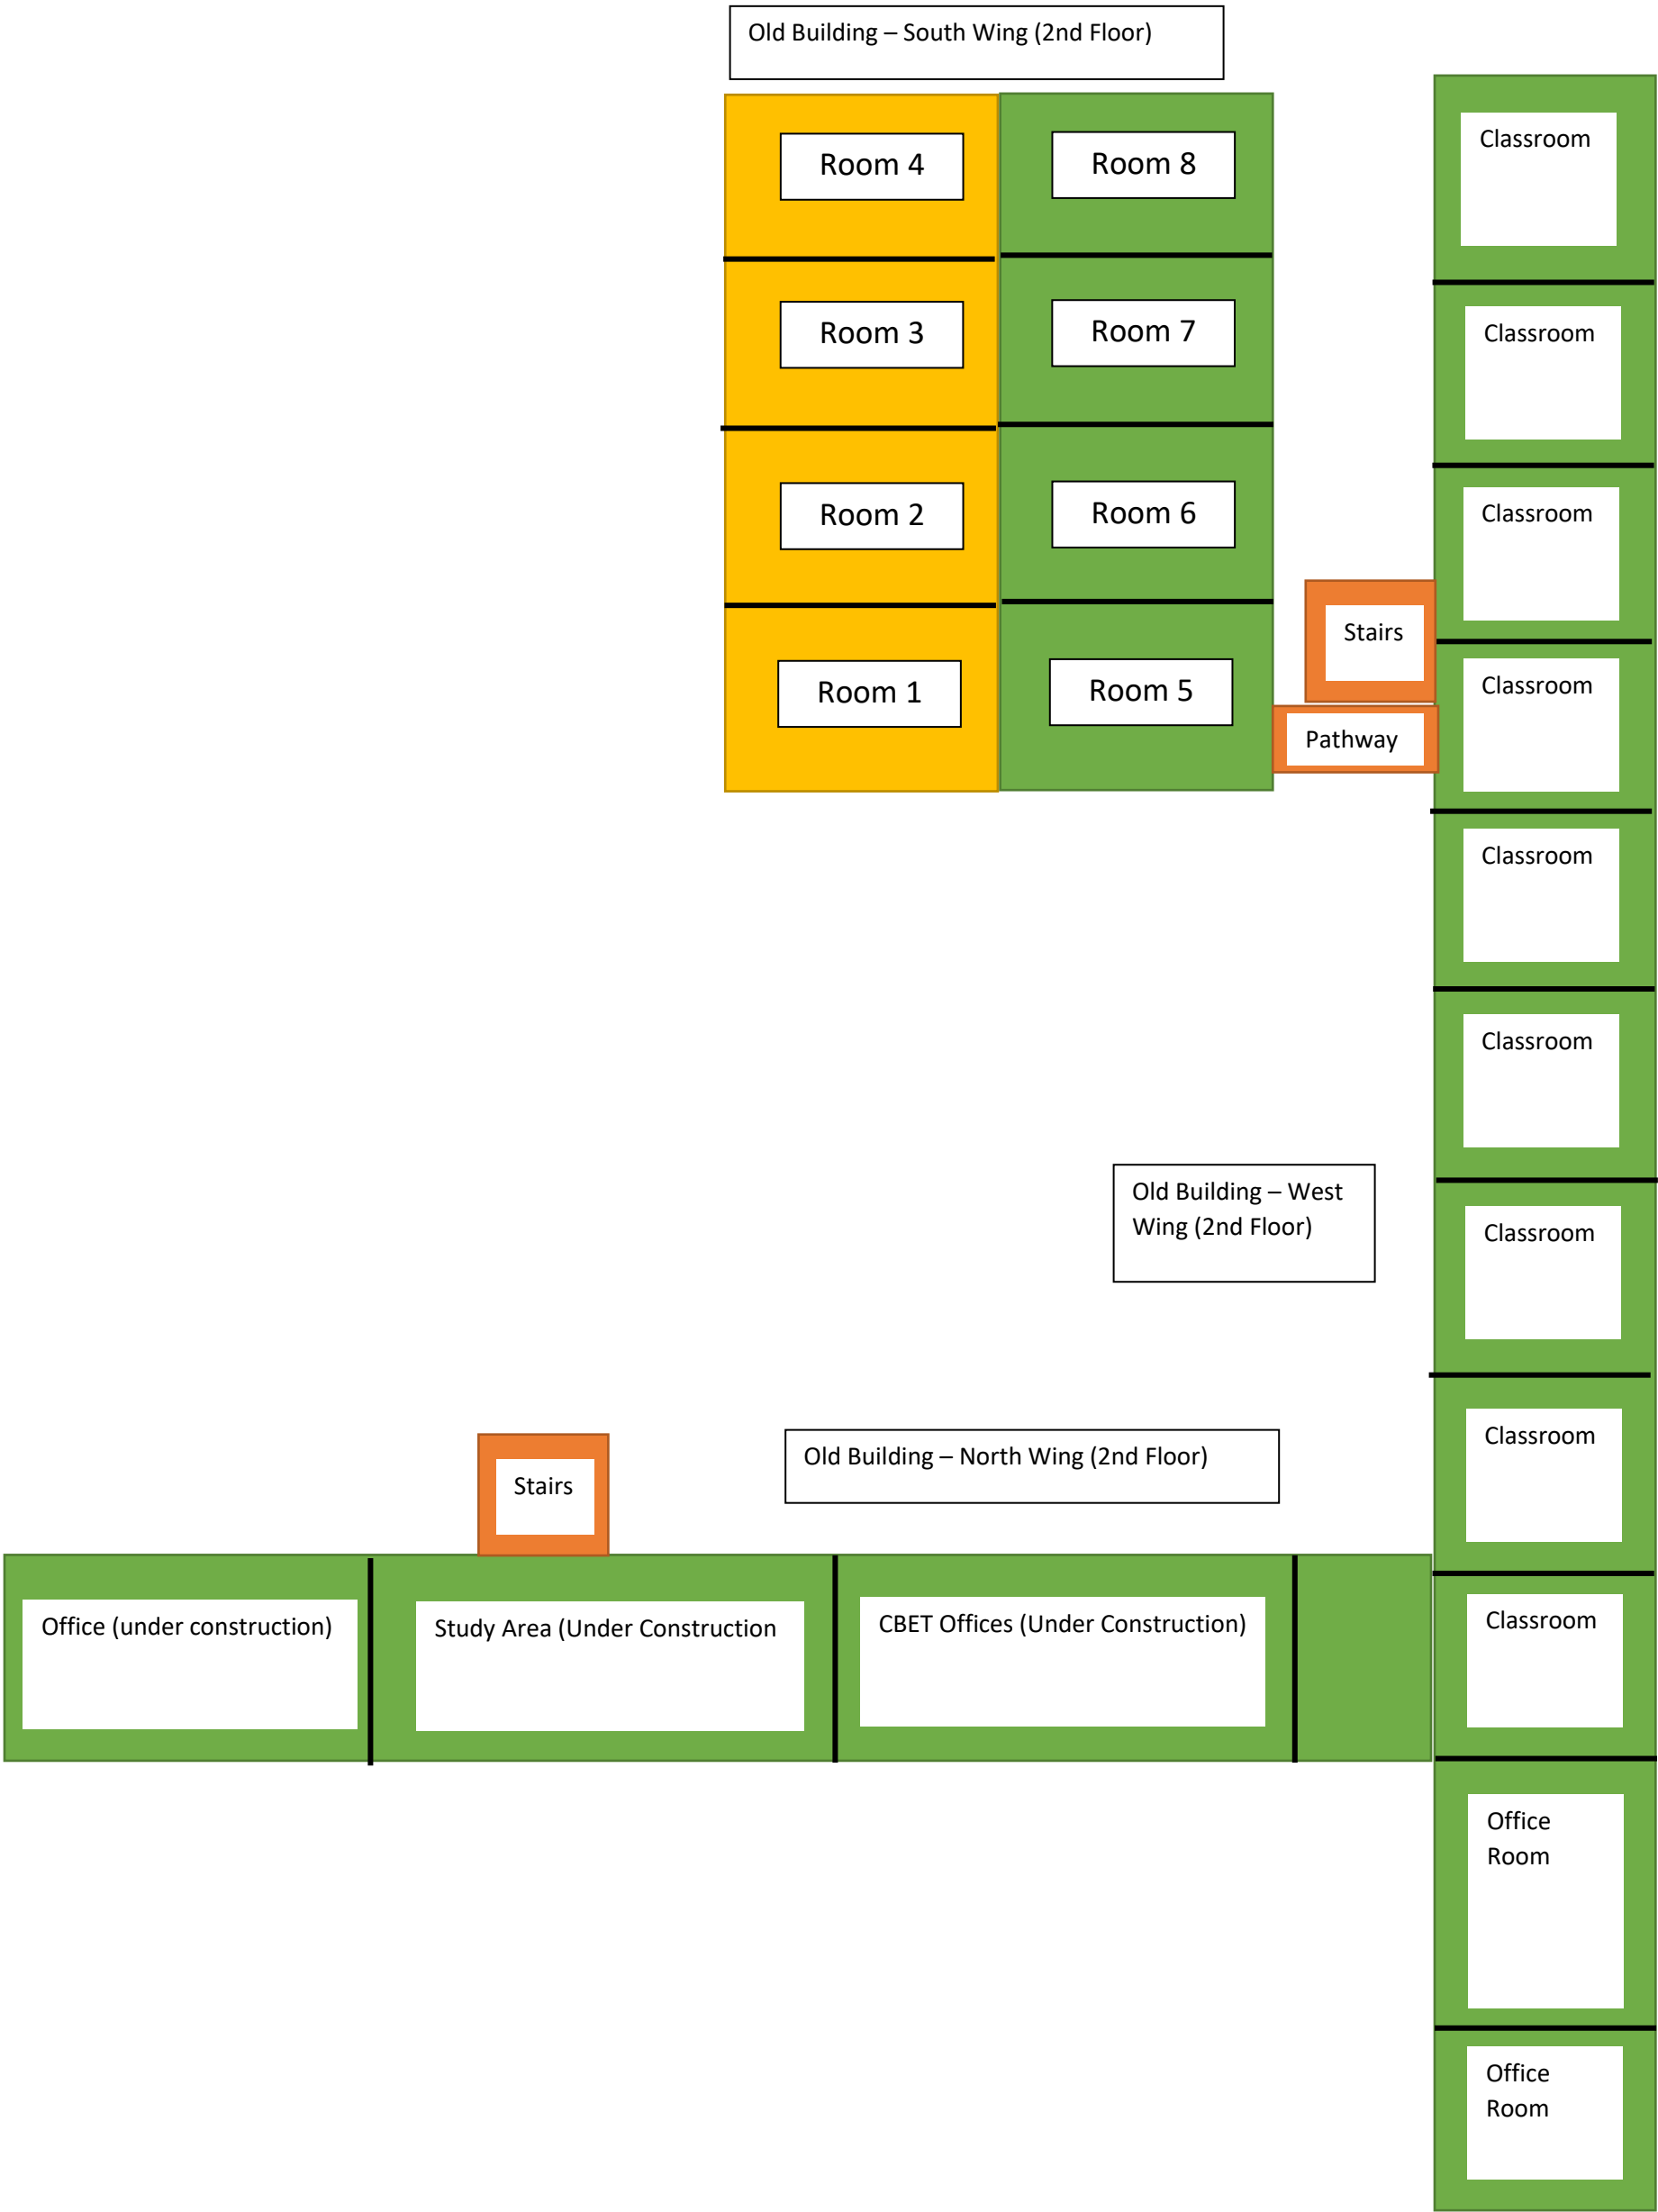 Old Building – South Wing (2nd Floor)
Room 4
Room 8
Classroom
Room 3
Room 7
Classroom
Room 2
Room 6
Classroom
Stairs
Room 1
Room 5
Classroom
Pathway
Classroom
Classroom
Old Building – West
Wing (2nd Floor)
Classroom
Old Building – North Wing (2nd Floor)
Classroom
Stairs
Office (under construction)
Study Area (Under Construction
CBET Offices (Under Construction)
Classroom
Office
Room
Office
Room